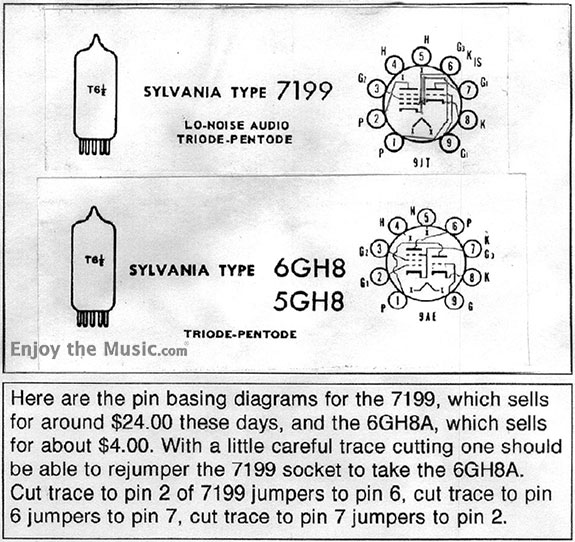 T6½
SYLVANIA TYPE 7199
LO-NOISE AUDIO
TRIODE-PENTODE
H
H
G3
K
IS
G2
G1
P
K
P
G1
1
2
3
4
5
6
7
8
9
9JT
T6½
SYLVANIA TYPE 6GH8
5GH8
TRIODE-PENTODE
H
H
P
K
G2
G3
G1
K
P
G
1
2
3
4
5
6
7
8
9
9AE
Enjoy the Music.com
Here are the pin basing diagrams for the 7199, which sells
for around $24.00 these days, and the 6GH8A, which sells
for about $4.00. With a little careful trace cutting one should
be able to rejumper the 7199 socket to take the 6GH8A.
Cut trace to pin 2 of 7199 jumpers to pin 6, cut trace to pin
6 jumpers to pin 7, cut trace to pin 7 jumpers to pin 2.